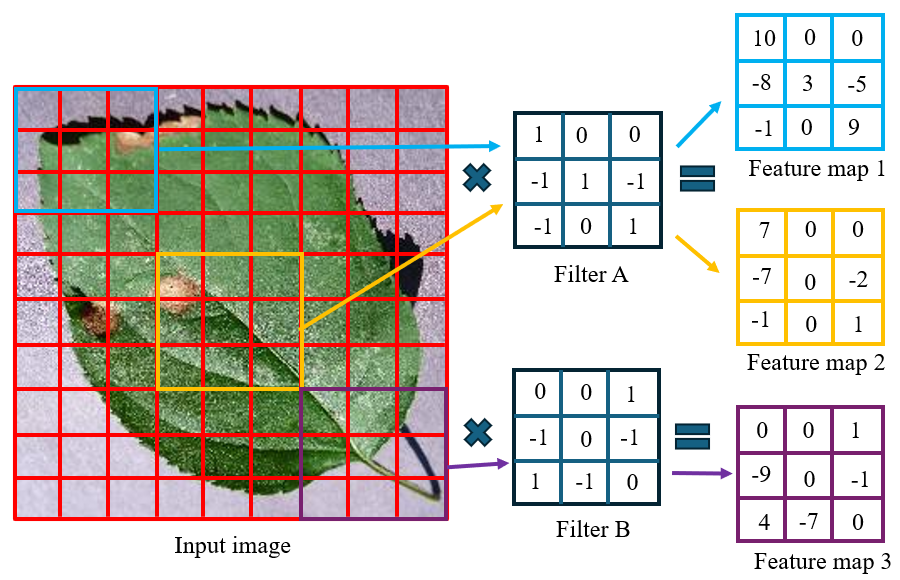 10 0 0
-8 3 -5
-1 0 9
Feature map 1
1 0 0
-1 1 -1
-1 0 1
Filter A
7 0 0
-7 0 -2
-1 0 1
Feature map 2
0 0 1
-1 0 -1
1 -1 0
Filter B
0 0 1
-9 0 -1
4 -7 0
Feature map 3
Input image